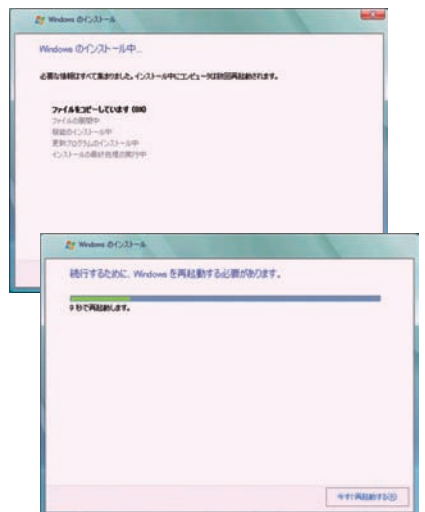 Windows のインストール
Windows のインストール中...
必要な情報はすべて集まりました。インストール中にコンピュータは数回再起動されます。
ファイルをコピーしています (0%)
ファイルの展開中
機能のインストール中
更新プログラムのインストール中
インストールの最終処理の実行中
Windows のインストール
続行するために、Windows を再起動する必要があります。
9 秒で再起動します。
今すぐ再起動する(R)